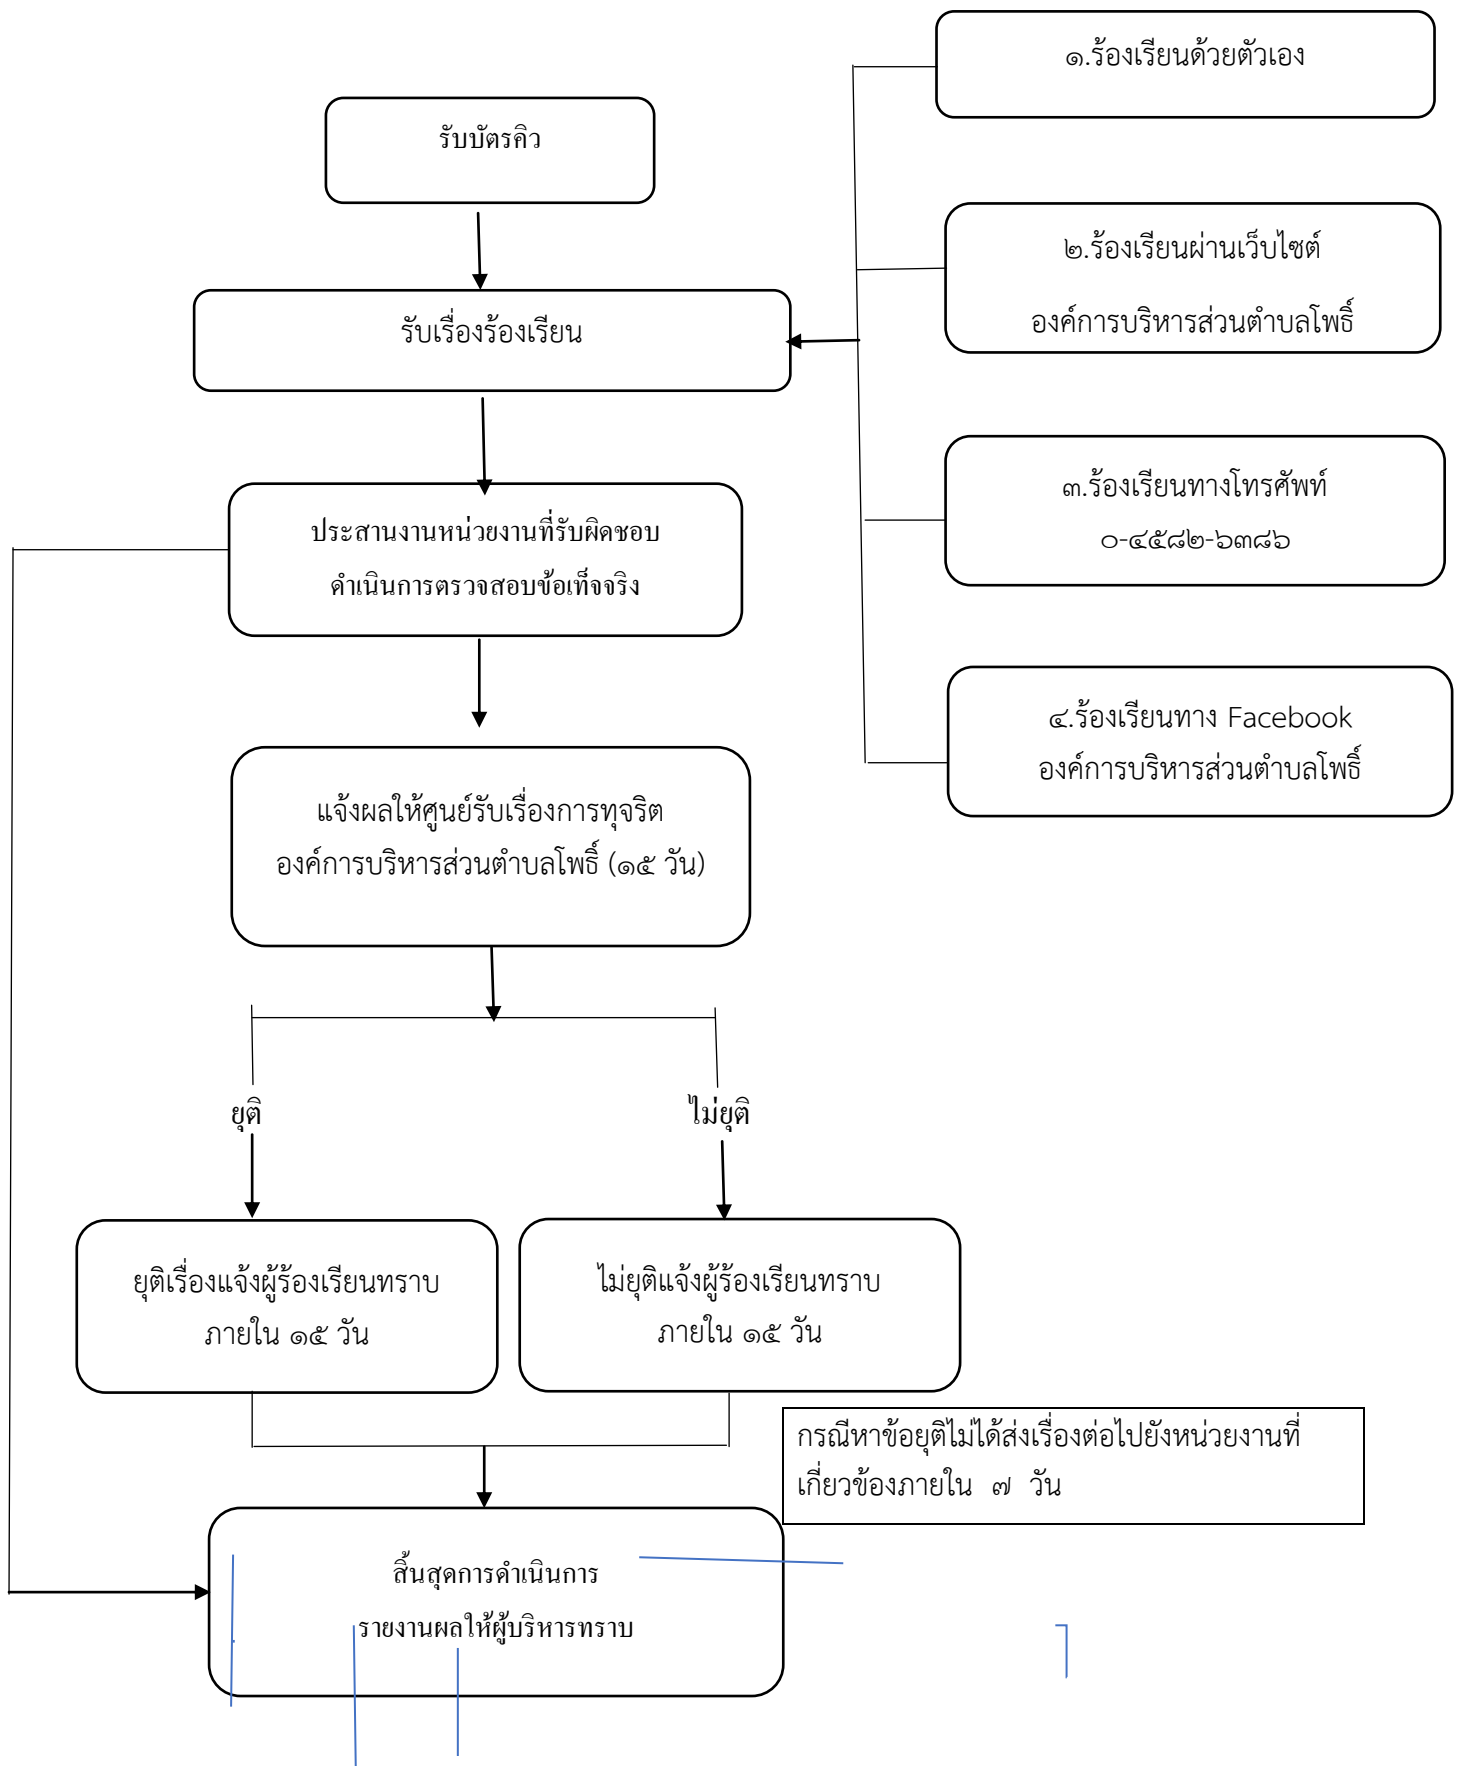 ๑.ร้องเรียนด้วยตัวเอง
รับบัตรคิว
๒.ร้องเรียนผ่านเว็บไซต์
องค์การบริหารส่วนตำบลโพธิ์
รับเรื่องร้องเรียน
๓.ร้องเรียนทางโทรศัพท์
๐-๔๕๘๒-๖๓๘๖
ประสานงานหน่วยงานที่รับผิดชอบ
ดำเนินการตรวจสอบข้อเท็จจริง
๔.ร้องเรียนทาง Facebook
องค์การบริหารส่วนตำบลโพธิ์
แจ้งผลให้ศูนย์รับเรื่องการทุจริต
องค์การบริหารส่วนตำบลโพธิ์ (๑๕ วัน)
ยุติ
ไม่ยุติ
ยุติเรื่องแจ้งผู้ร้องเรียนทราบ
ภายใน ๑๕ วัน
ไม่ยุติแจ้งผู้ร้องเรียนทราบ
ภายใน ๑๕ วัน
กรณีหาข้อยุติไม่ได้ส่งเรื่องต่อไปยังหน่วยงานที่
เกี่ยวข้องภายใน ๗ วัน
สิ้นสุดการดำเนินการ
รายงานผลให้ผู้บริหารทราบ